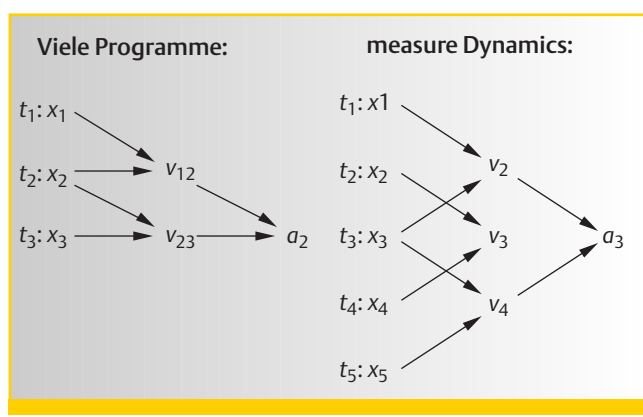 Viele Programme:
t₁: x₁
t₂: x₂
t₃: x₃
v₁₂
v₂₃
a₂
measure Dynamics:
t₁: x1
t₂: x₂
t₃: x₃
t₄: x₄
t₅: x₅
v₂
v₃
v₄
a₃